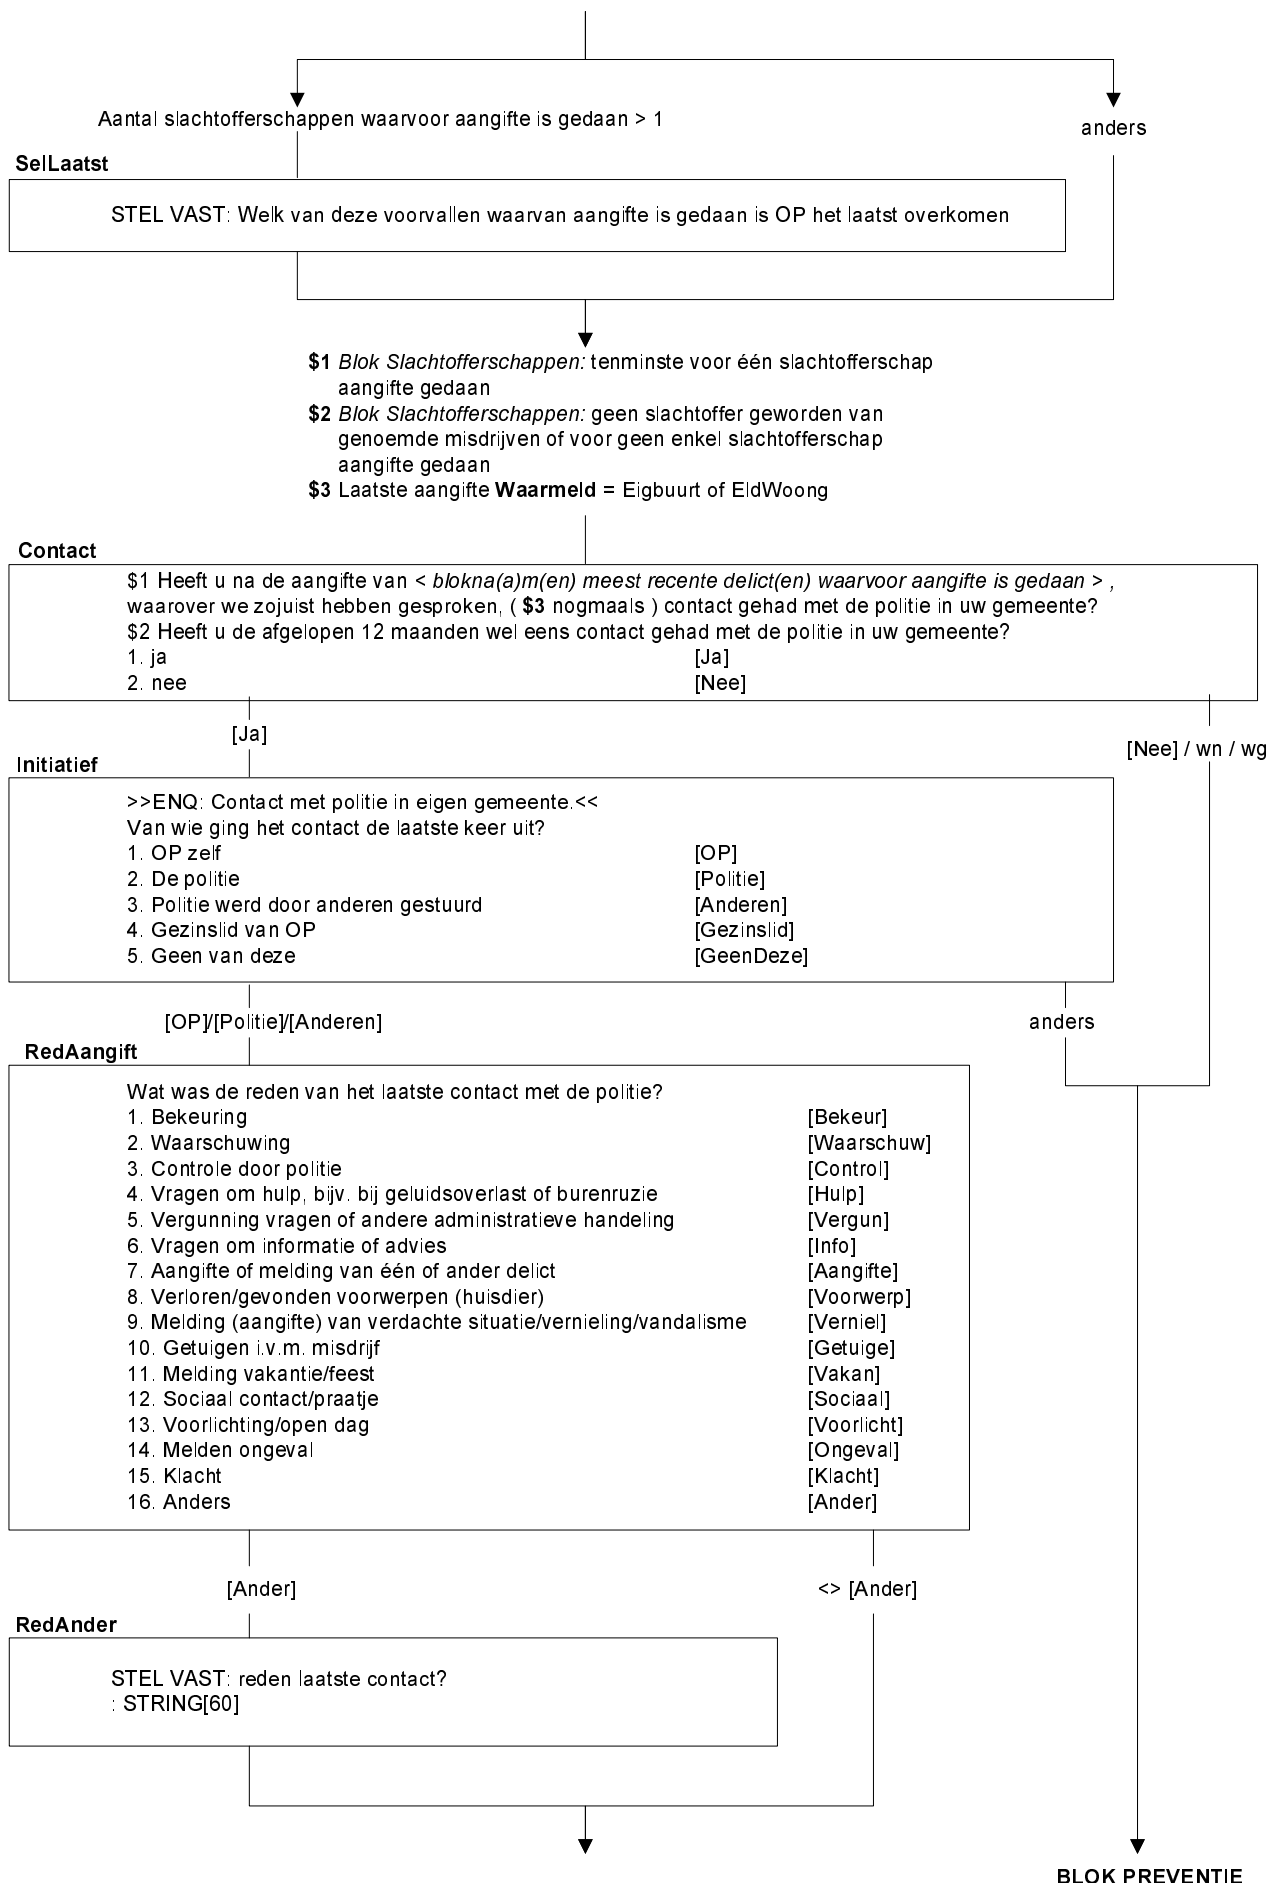 Aantal slachtofferschappen waarvoor aangifte is gedaan > 1
anders
SelLaatst
STEL VAST: Welk van deze voorvallen waarvan aangifte is gedaan is OP het laatst overkomen
$1 Blok Slachtofferschappen: tenminste voor één slachtofferschap
aangifte gedaan
$2 Blok Slachtofferschappen: geen slachtoffer geworden van
genoemde misdrijven of voor geen enkel slachtofferschap
aangifte gedaan
$3 Laatste aangifte Waarmeld = Eigbuurt of EldWoong
Contact
$1 Heeft u na de aangifte van < blokna(a)m(en) meest recente delict(en) waarvoor aangifte is gedaan > ,
waarover we zojuist hebben gesproken, ( $3 nogmaals ) contact gehad met de politie in uw gemeente?
$2 Heeft u de afgelopen 12 maanden wel eens contact gehad met de politie in uw gemeente?
1. ja [Ja]
2. nee [Nee]
[Ja]
[Nee] / wn / wg
Initiatief
>>ENQ: Contact met politie in eigen gemeente.<<
Van wie ging het contact de laatste keer uit?
1. OP zelf [OP]
2. De politie [Politie]
3. Politie werd door anderen gestuurd [Anderen]
4. Gezinslid van OP [Gezinslid]
5. Geen van deze [GeenDeze]
[OP]/[Politie]/[Anderen]
anders
RedAangift
Wat was de reden van het laatste contact met de politie?
1. Bekeuring [Bekeur]
2. Waarschuwing [Waarschuw]
3. Controle door politie [Control]
4. Vragen om hulp, bijv. bij geluidsoverlast of burenruzie [Hulp]
5. Vergunning vragen of andere administratieve handeling [Vergun]
6. Vragen om informatie of advies [Info]
7. Aangifte of melding van één of ander delict [Aangifte]
8. Verloren/gevonden voorwerpen (huisdier) [Voorwerp]
9. Melding (aangifte) van verdachte situatie/vernieling/vandalisme [Verniel]
10. Getuigen i.v.m. misdrijf [Getuige]
11. Melding vakantie/feest [Vakan]
12. Sociaal contact/praatje [Sociaal]
13. Voorlichting/open dag [Voorlicht]
14. Melden ongeval [Ongeval]
15. Klacht [Klacht]
16. Anders [Ander]
[Ander]
<> [Ander]
RedAnder
STEL VAST: reden laatste contact?
: STRING[60]
BLOK PREVENTIE